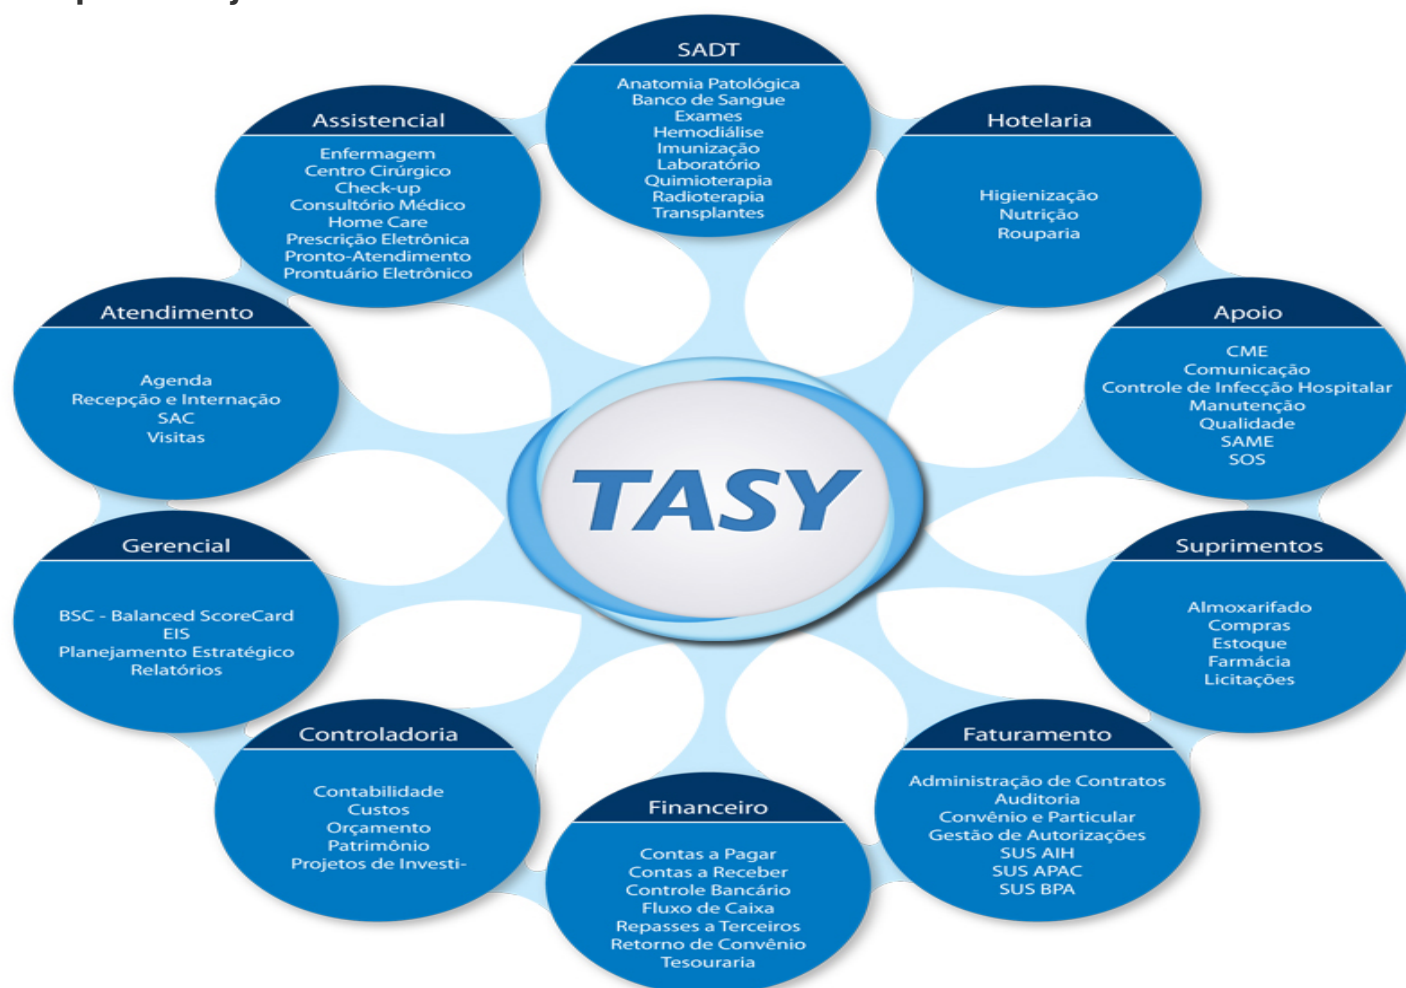 SADT
Anatomia Patológica
Banco de Sangue
Exames
Hemodiálise
Imunização
Laboratório
Quimioterapia
Radioterapia
Transplantes
Assistencial
Enfermagem
Centro Cirúrgico
Check-up
Consultório Médico
Home Care
Prescrição Eletrônica
Pronto-Atendimento
Prontuário Eletrônico
Hotelaria
Higienização
Nutrição
Rouparia
Atendimento
Agenda
Recepção e Internação
SAC
Visitas
Apoio
CME
Comunicação
Controle de Infecção Hospitalar
Manutenção
Qualidade
SAME
SOS
TASY
Gerencial
BSC - Balanced ScoreCard
EIS
Planejamento Estratégico
Relatórios
Suprimentos
Almoxarifado
Compras
Estoque
Farmácia
Licitações
Controladoria
Contabilidade
Custos
Orçamento
Patrimônio
Projetos de Investi-
Financeiro
Contas a Pagar
Contas a Receber
Controle Bancário
Fluxo de Caixa
Repasses a Terceiros
Retorno de Convênio
Tesouraria
Faturamento
Administração de Contratos
Auditoria
Convênio e Particular
Gestão de Autorizações
SUS AIH
SUS APAC
SUS BPA